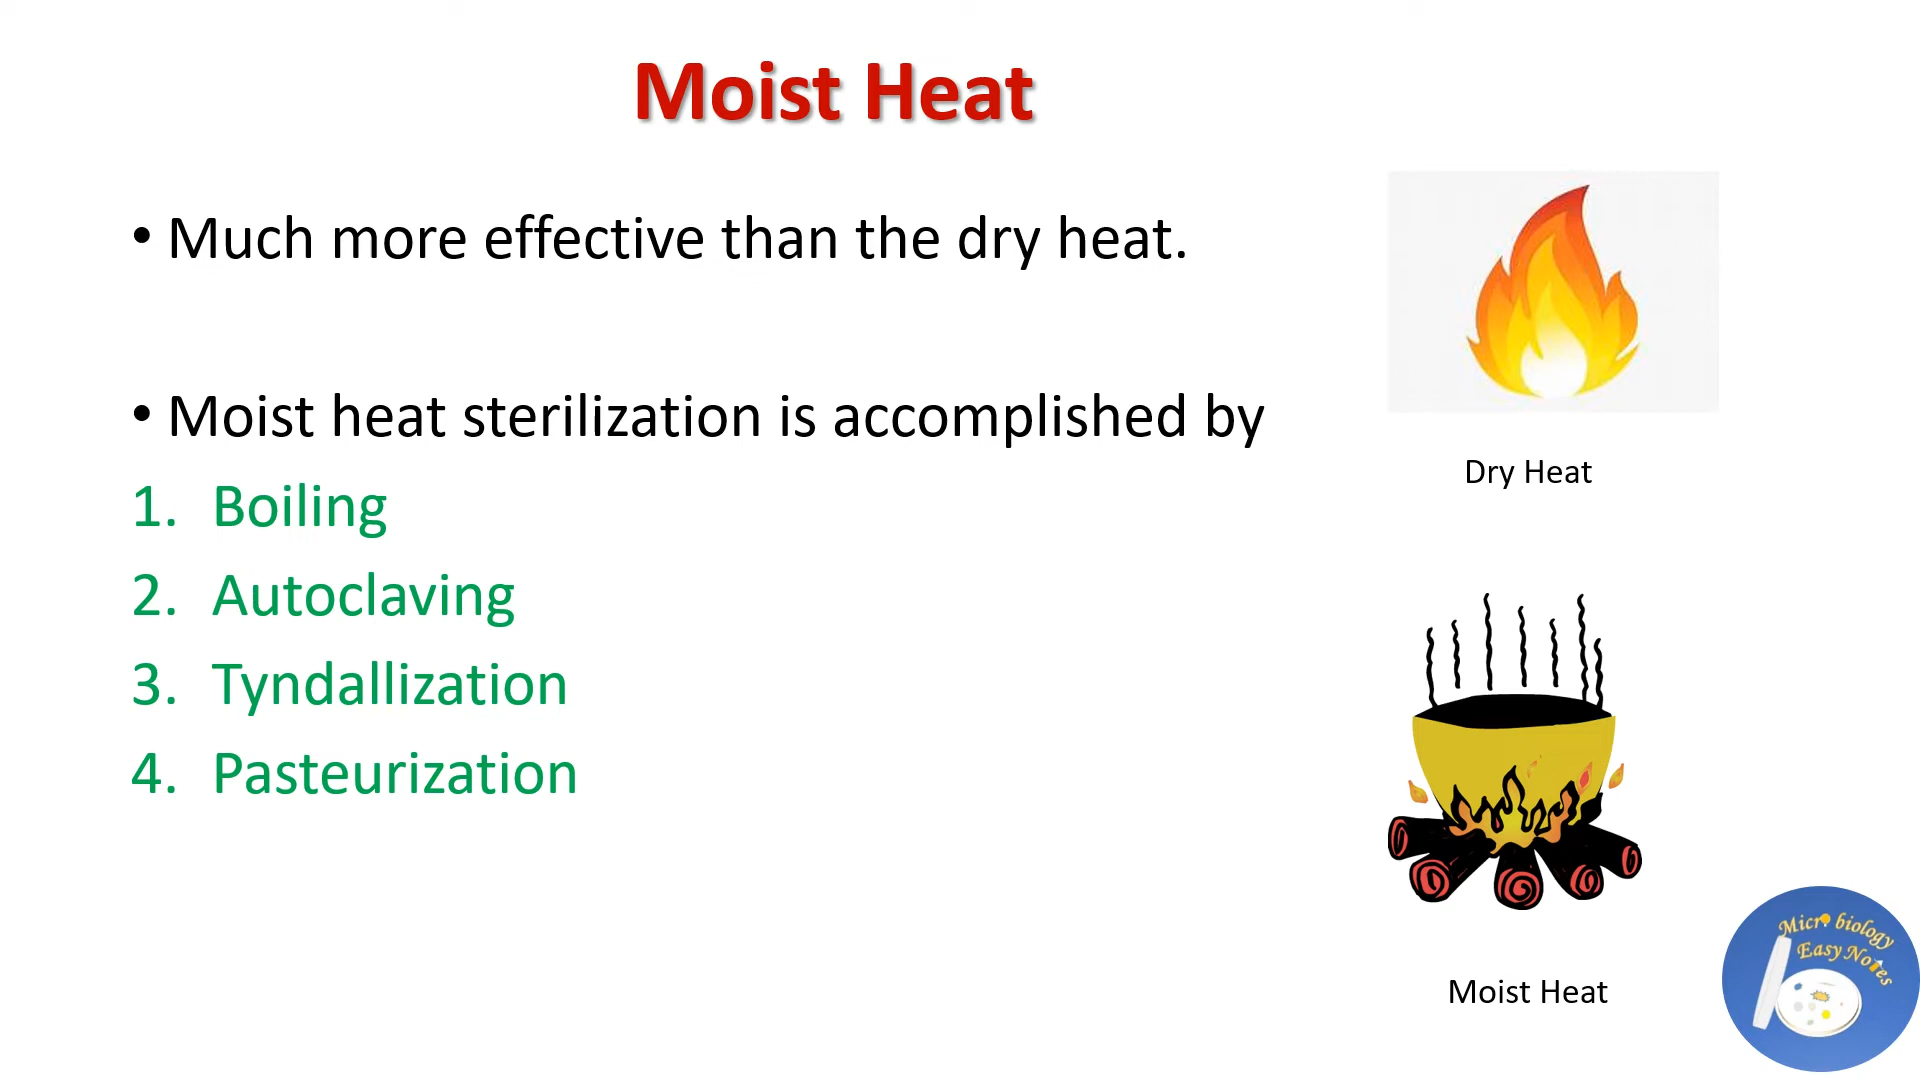 Moist Heat
• Much more effective than the dry heat.
• Moist heat sterilization is accomplished by
1. Boiling
2. Autoclaving
3. Tyndallization
4. Pasteurization
Dry Heat
Moist Heat
Micro biology
Easy Notes